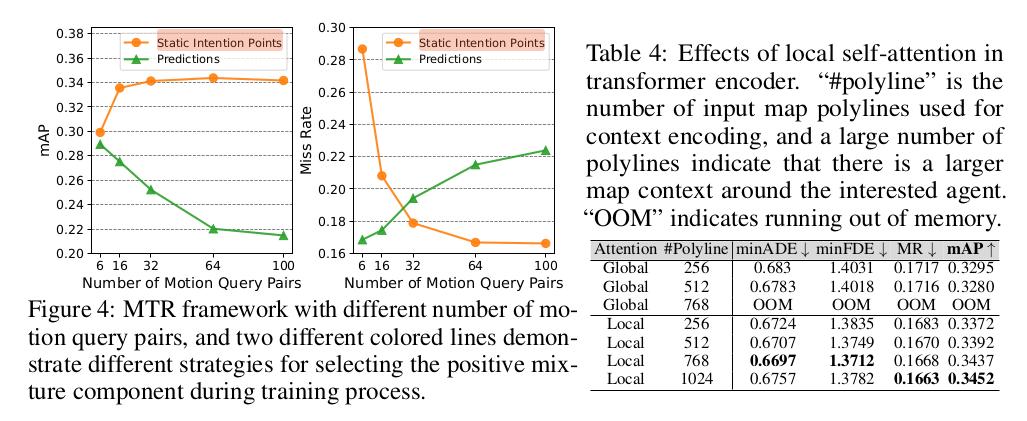 0.38
0.36
0.34
0.32
0.30
0.28
0.26
0.24
0.22
0.20
mAP
Static Intention Points
Predictions
6 16 32 64 100
Number of Motion Query Pairs
0.30
0.28
0.26
0.24
0.22
0.20
0.18
0.16
Miss Rate
Static Intention Points
Predictions
6 16 32 64 100
Number of Motion Query Pairs
Figure 4: MTR framework with different number of mo-
tion query pairs, and two different colored lines demon-
strate different strategies for selecting the positive mix-
ture component during training process.
Table 4: Effects of local self-attention in
transformer encoder. “#polyline” is the
number of input map polylines used for
context encoding, and a large number of
polylines indicate that there is a larger
map context around the interested agent.
“OOM” indicates running out of memory.
Attention #Polyline minADE ↓ minFDE ↓ MR ↓ mAP ↑
Global 256 0.683 1.4031 0.1717 0.3295
Global 512 0.6783 1.4018 0.1716 0.3280
Global 768 OOM OOM OOM OOM
Local 256 0.6724 1.3835 0.1683 0.3372
Local 512 0.6707 1.3749 0.1670 0.3392
Local 768 0.6697 1.3712 0.1668 0.3437
Local 1024 0.6757 1.3782 0.1663 0.3452